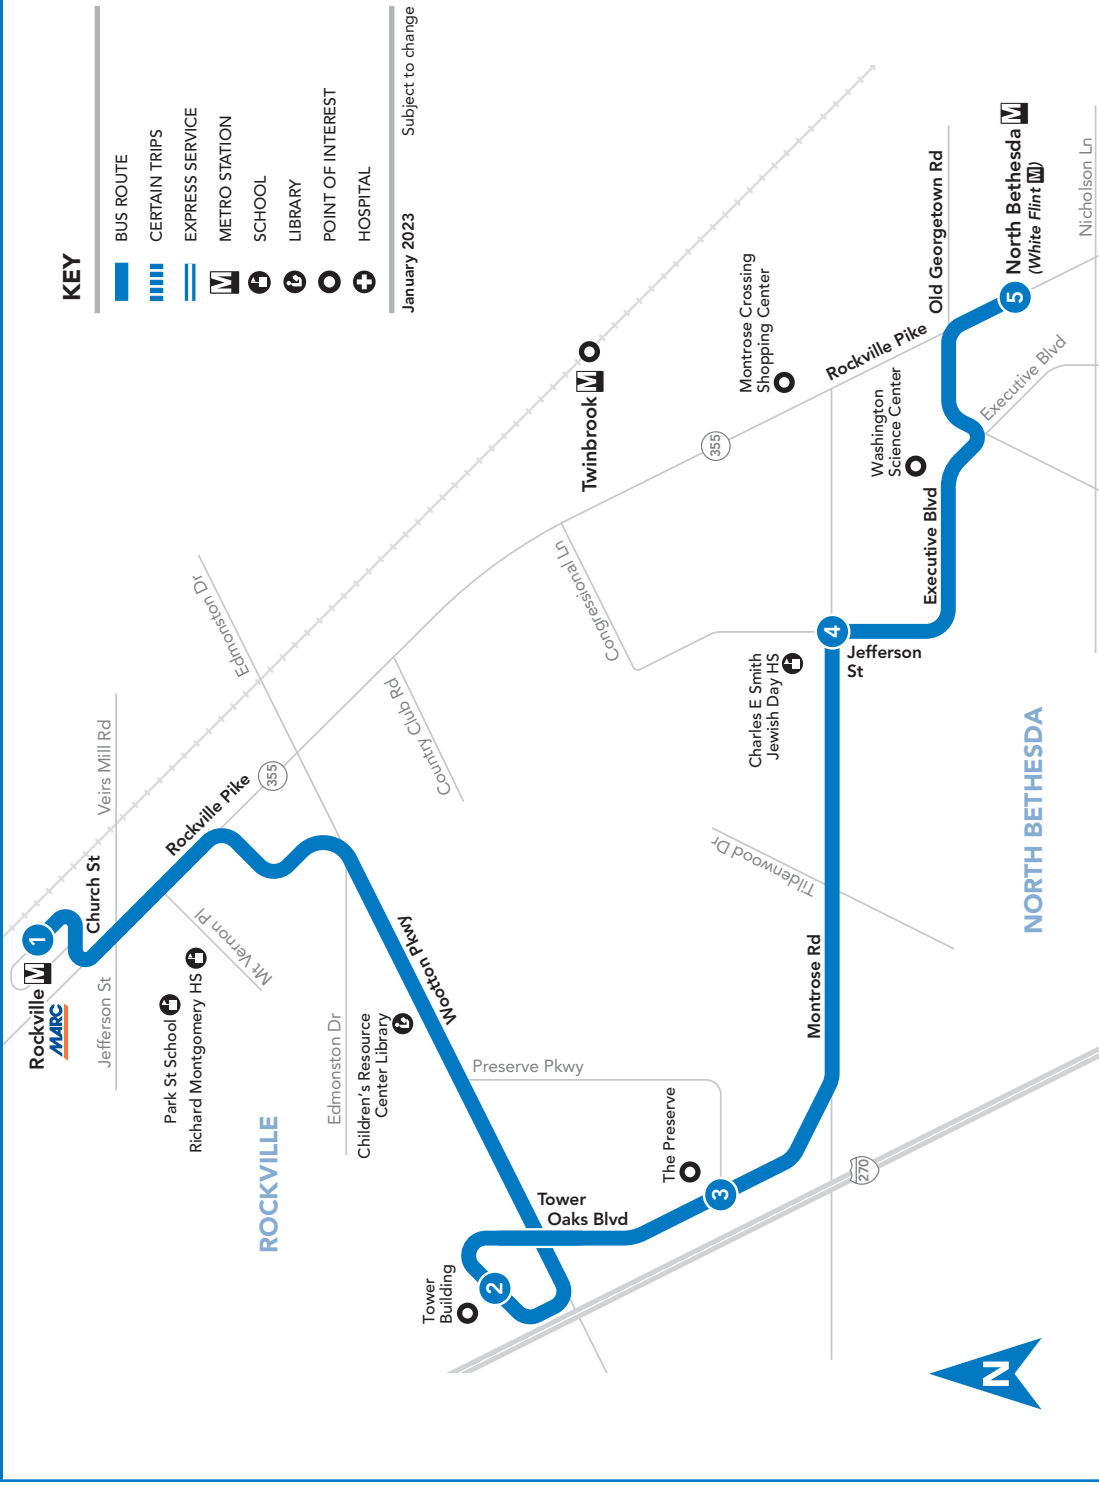 KEY
BUS ROUTE
CERTAIN TRIPS
EXPRESS SERVICE
M METRO STATION
SCHOOL
LIBRARY
POINT OF INTEREST
HOSPITAL
January 2023
Subject to change
Rockville M
MARC
1
Church St
Veirs Mill Rd
Jefferson St
Rockville Pike
355
Mt Vernon Pl
Park St School
Richard Montgomery HS
ROCKVILLE
Edmonston Dr
Edmonston Dr
Children's Resource
Center Library
Wootton Pkwy
Country Club Rd
Congressional Ln
Twinbrook M
355
Montrose Crossing
Shopping Center
Rockville Pike
Preserve Pkwy
The Preserve
Tower
Oaks Blvd
Tower
Building
2
3
270
Montrose Rd
Tildenwood Dr
Charles E Smith
Jewish Day HS
4
Jefferson
St
Executive Blvd
Washington
Science Center
Old Georgetown Rd
Executive Blvd
5
North Bethesda M
(White Flint M)
Nicholson Ln
NORTH BETHESDA
N